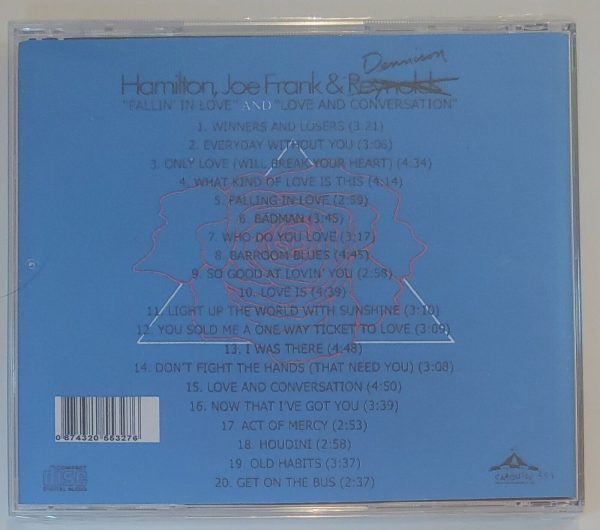 Dennison
Hamilton, Joe Frank & Reynolds
"FALLIN' IN LOVE" AND "LOVE AND CONVERSATION"
1. WINNERS AND LOSERS (3:21)
2. EVERYDAY WITHOUT YOU (3:06)
3. ONLY LOVE (WILL BREAK YOUR HEART) (4:34)
4. WHAT KIND OF LOVE IS THIS (4:14)
5. FALLING IN LOVE (2:59)
6. BADMAN (3:45)
7. WHO DO YOU LOVE (3:17)
8. BARROOM BLUES (4:45)
9. SO GOOD AT LOVIN' YOU (2:58)
10. LOVE IS (4:39)
11. LIGHT UP THE WORLD WITH SUNSHINE (3:10)
12. YOU SOLD ME A ONE WAY TICKET TO LOVE (3:09)
13. I WAS THERE (4:48)
14. DON'T FIGHT THE HANDS (THAT NEED YOU) (3:08)
15. LOVE AND CONVERSATION (4:50)
16. NOW THAT I'VE GOT YOU (3:39)
17. ACT OF MERCY (2:53)
18. HOUDINI (2:58)
19. OLD HABITS (3:37)
20. GET ON THE BUS (2:37)
0 874320 563276
COMPACT
disc
DIGITAL AUDIO